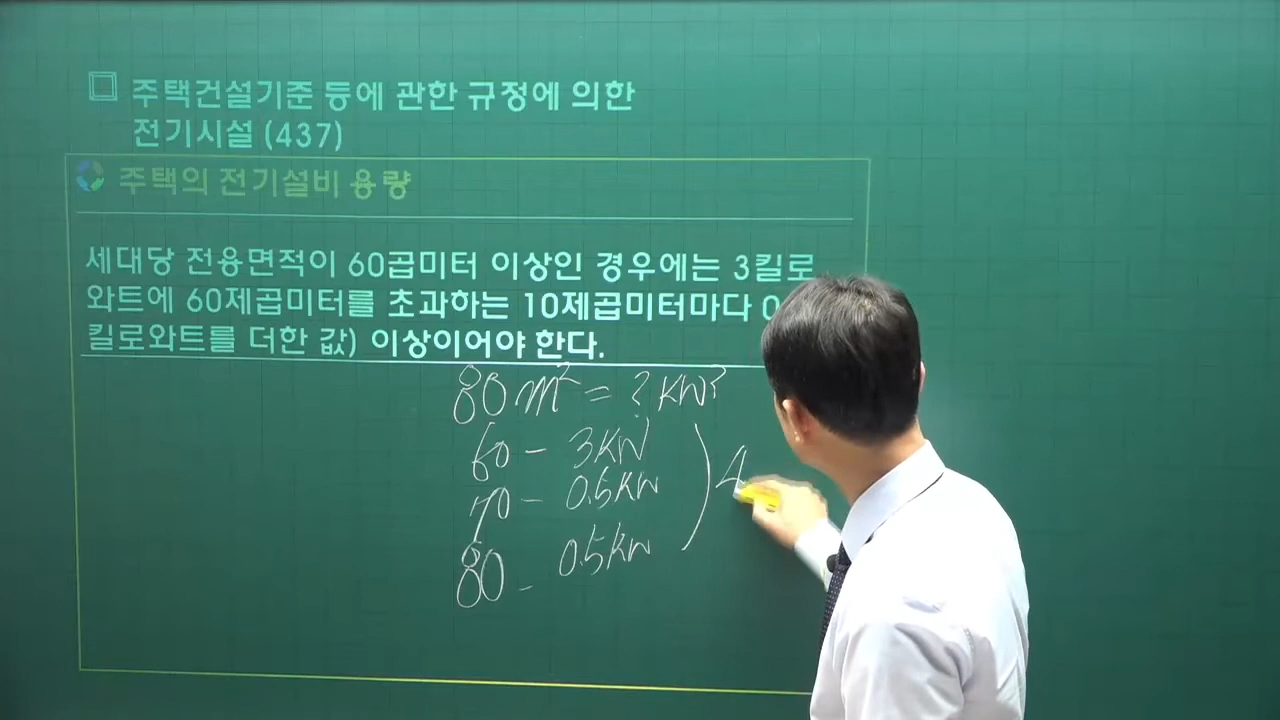 주택건설기준 등에 관한 규정에 의한
전기시설 (437)
주택의 전기설비 용량
세대당 전용면적이 60곱미터 이상인 경우에는 3킬로
와트에 60제곱미터를 초과하는 10제곱미터마다 0
킬로와트를 더한 값) 이상이어야 한다.
80m² = ? KW?
60 - 3KW
70 - 0.5KW
80 - 0.5KW
4